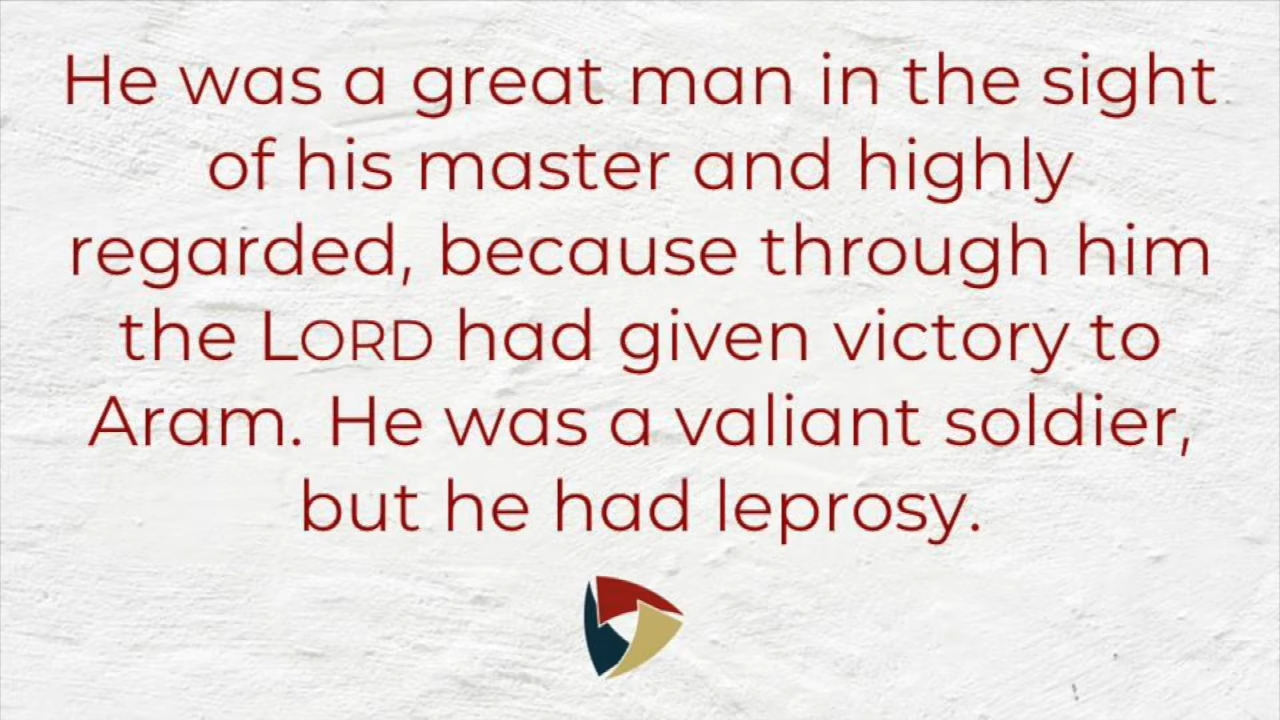 He was a great man in the sight
of his master and highly
regarded, because through him
the LORD had given victory to
Aram. He was a valiant soldier,
but he had leprosy.